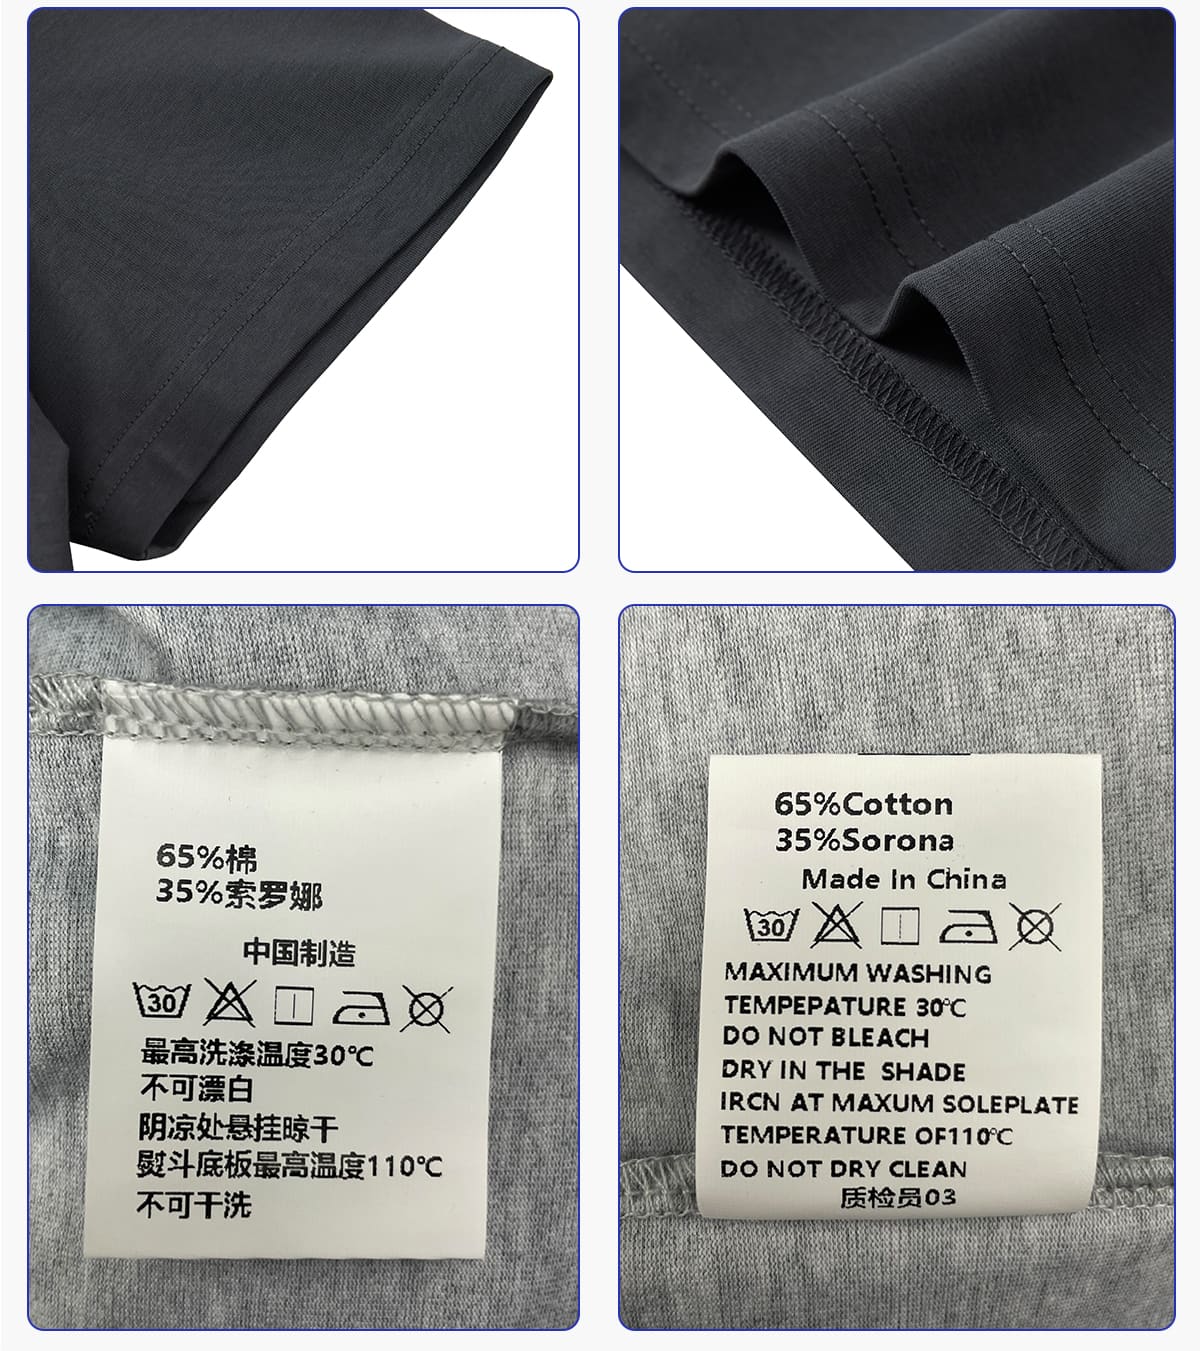 65%棉
35%索罗娜
中国制造
30
最高洗涤温度30℃
不可漂白
阴凉处悬挂晾干
熨斗底板最高温度110℃
不可干洗
65%Cotton
35%Sorona
Made In China
30
MAXIMUM WASHING
TEMPEPATURE 30℃
DO NOT BLEACH
DRY IN THE SHADE
IRCN AT MAXUM SOLEPLATE
TEMPERATURE OF110℃
DO NOT DRY CLEAN
质检员03